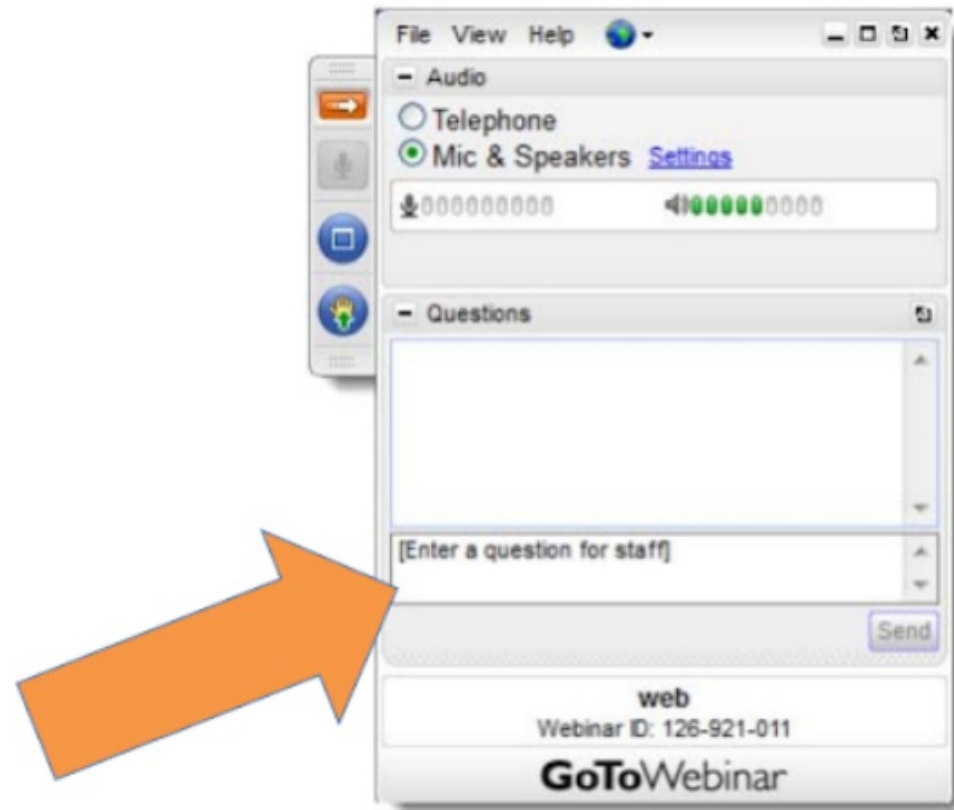 File View Help
Audio
Telephone
Mic & Speakers Settings
Questions
[Enter a question for staff]
Send
web
Webinar ID: 126-921-011
GoToWebinar